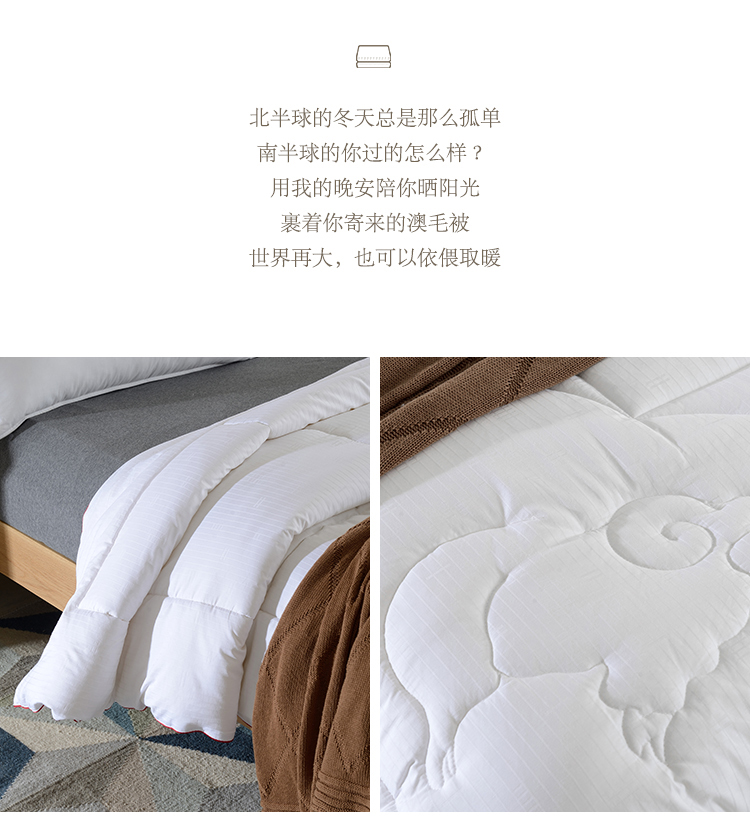 北半球的冬天总是那么孤单
南半球的你过的怎么样？
用我的晚安陪你晒阳光
裹着你寄来的澳毛被
世界再大，也可以依偎取暖